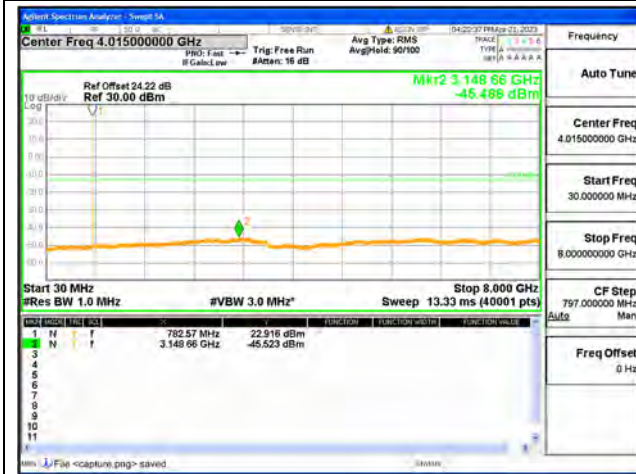 Agilent Spectrum Analyzer - Swept SA
RL
50 Ω
04:22:37 PM Apr 21, 2023
Center Freq 4.015000000 GHz
PNO: Fast
IFGain:Low
Trig: Free Run
#Atten: 16 dB
Avg Type: RMS
Avg|Hold: 90/100
TRACE 1 2 3 4 5 6
TYPE A
DET A A A A A A
Frequency
Auto Tune
Ref Offset 24.22 dB
Ref 30.00 dBm
Mkr2 3.148 66 GHz
-45.488 dBm
10 dB/div
Log
1
2
Center Freq
4.015000000 GHz
Start Freq
30.000000 MHz
Stop Freq
8.000000000 GHz
Start 30 MHz
Stop 8.000 GHz
#Res BW 1.0 MHz
#VBW 3.0 MHz*
Sweep 13.33 ms (40001 pts)
CF Step
797.000000 MHz
Auto Man
MKR MODE TRC SCL X Y FUNCTION FUNCTION WIDTH FUNCTION VALUE
1 N 1 f 782.57 MHz 22.916 dBm
2 N 1 f 3.148 66 GHz -45.523 dBm
3
4
5
6
7
8
9
10
11
Freq Offset
0 Hz
MSG File <capture.png> saved
STATUS